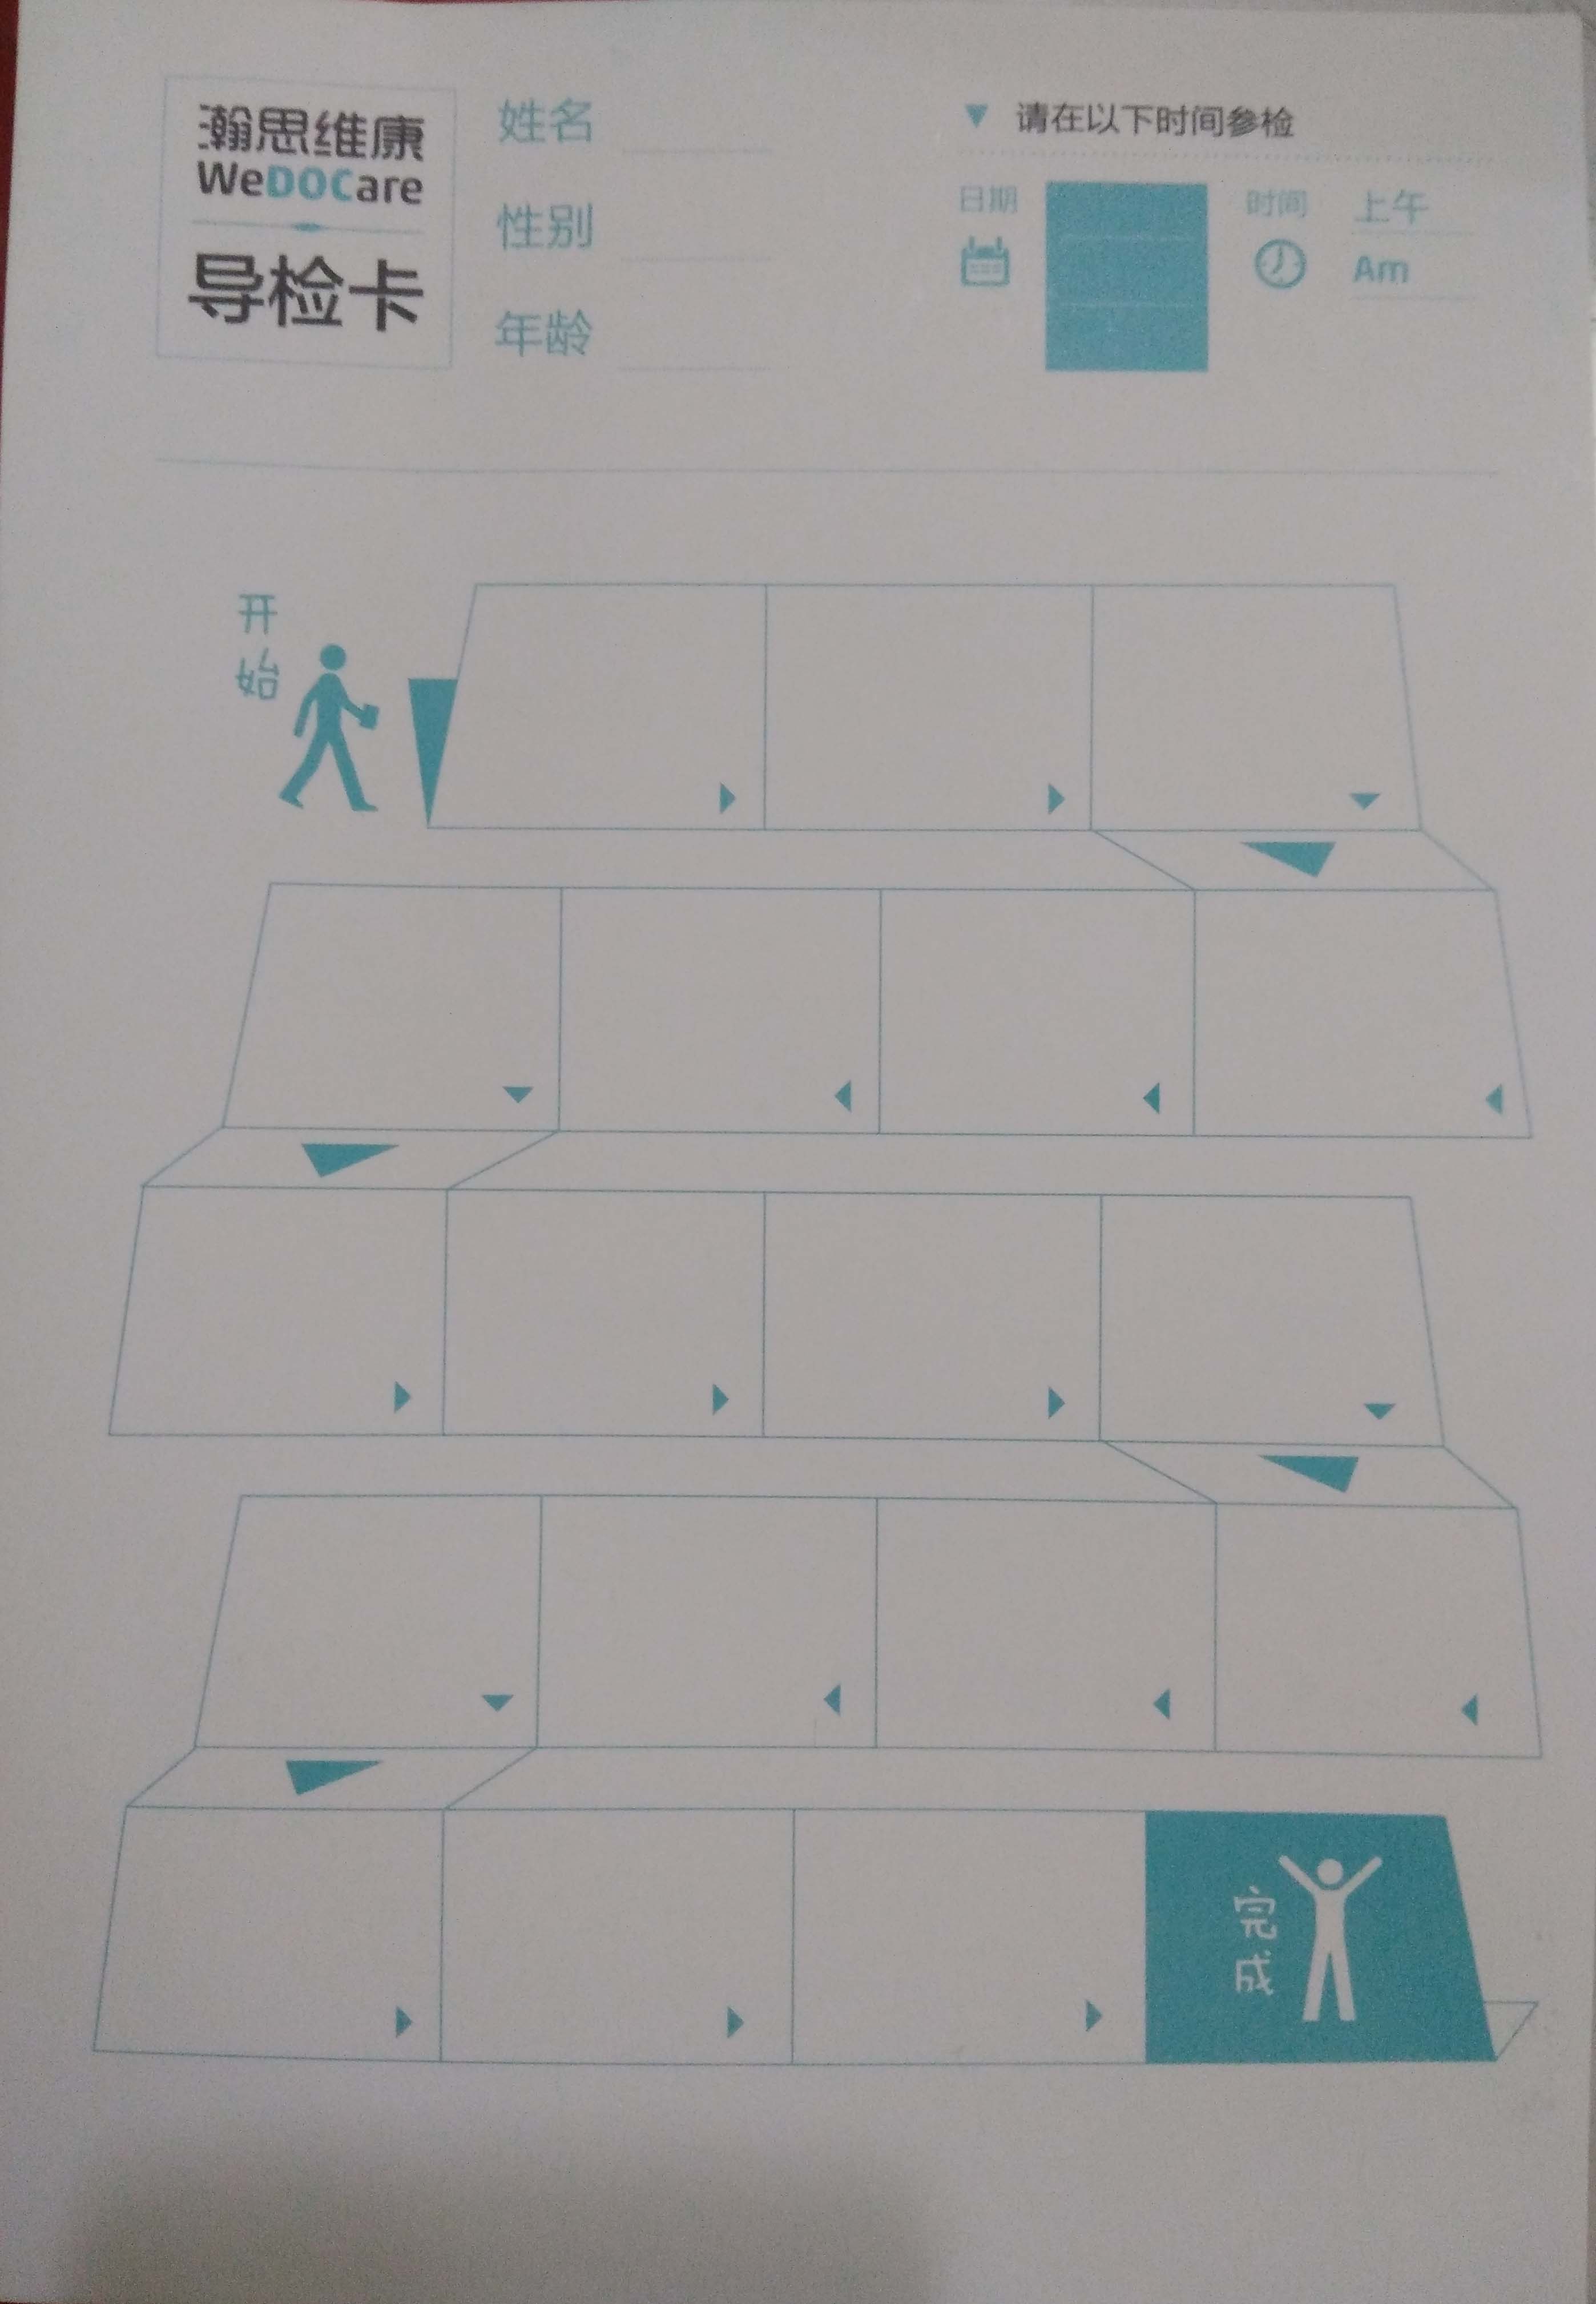 瀚思维康
WeDOCare
导检卡
姓名
性别
年龄
请在以下时间参检
日期
时间
上午
Am
开始
完成